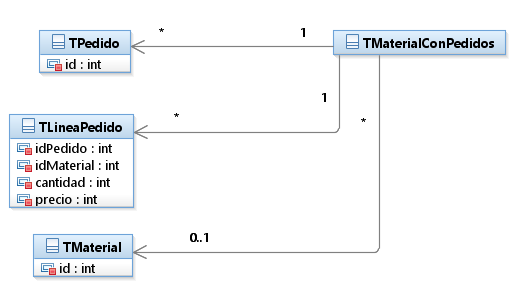 TPedido
id : int
* 1
TMaterialConPedidos
1
*
*
TLineaPedido
idPedido : int
idMaterial : int
cantidad : int
precio : int
0..1
TMaterial
id : int